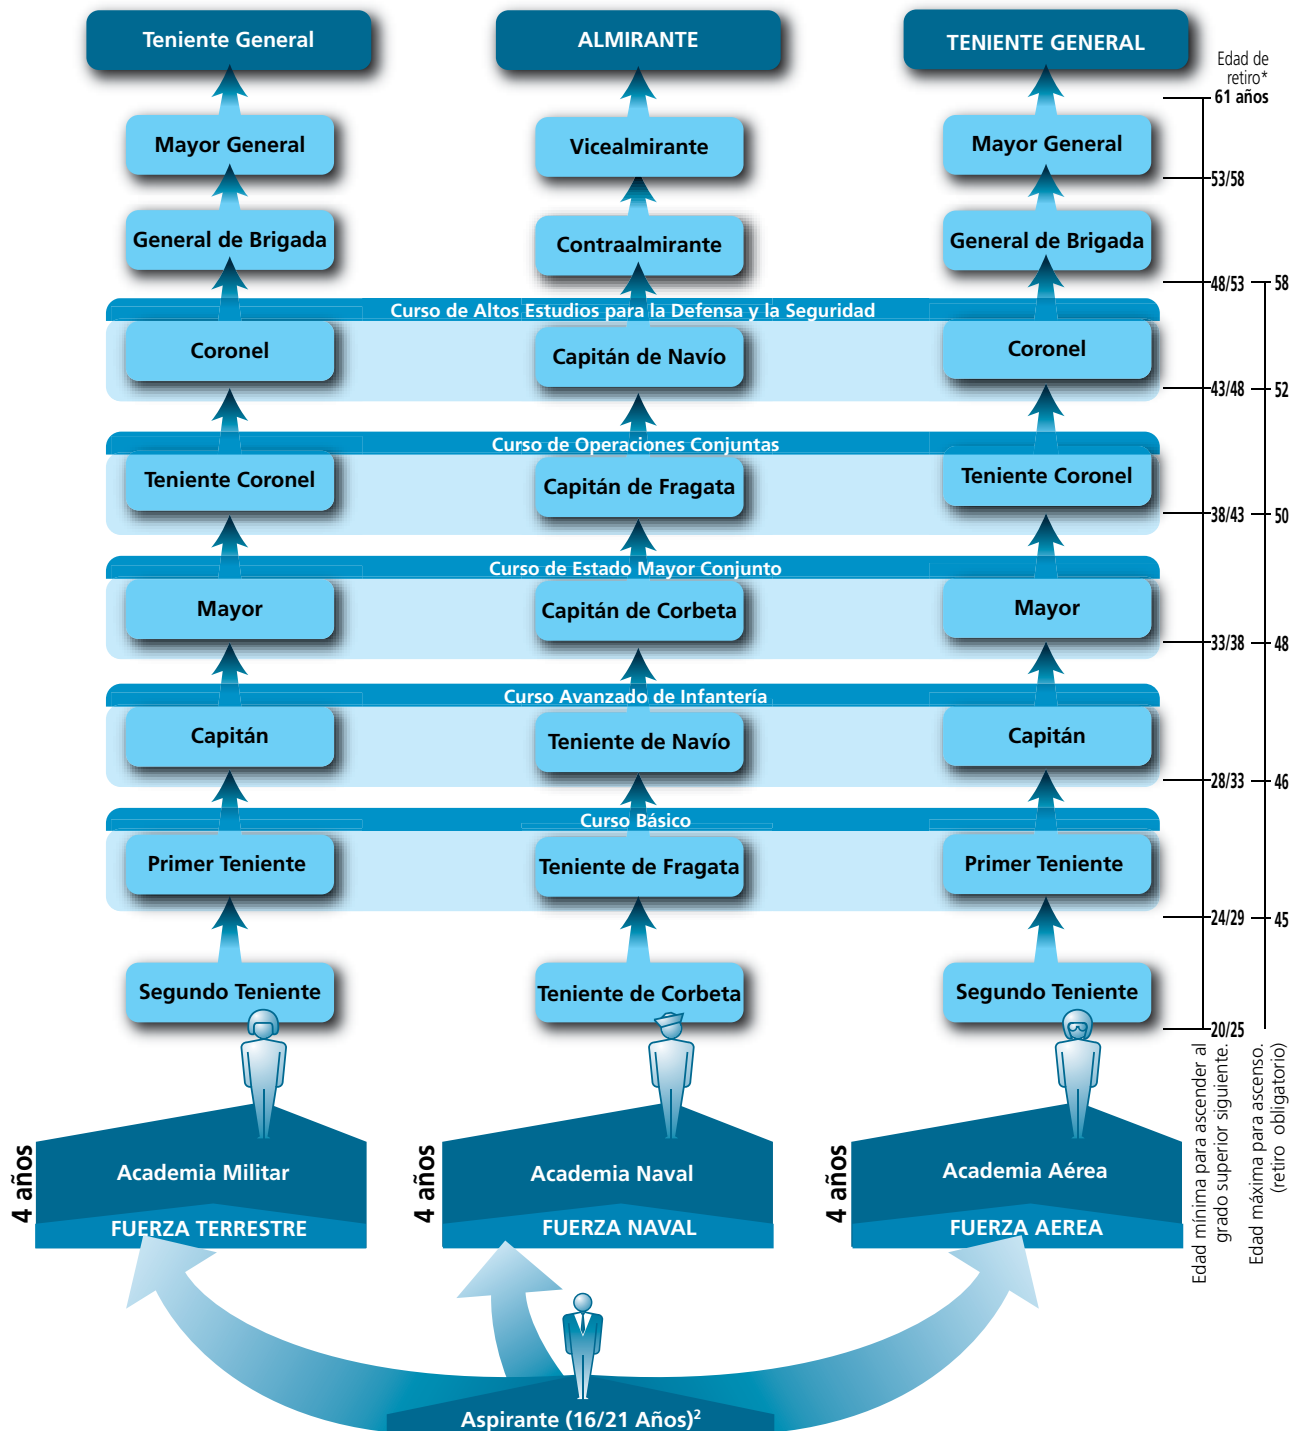 Teniente General
ALMIRANTE
TENIENTE GENERAL
Edad de
retiro*
61 años
Mayor General
Vicealmirante
Mayor General
53/58
General de Brigada
Contraalmirante
General de Brigada
48/53
58
Curso de Altos Estudios para la Defensa y la Seguridad
Coronel
Capitán de Navío
Coronel
43/48
52
Curso de Operaciones Conjuntas
Teniente Coronel
Capitán de Fragata
Teniente Coronel
38/43
50
Curso de Estado Mayor Conjunto
Mayor
Capitán de Corbeta
Mayor
33/38
48
Curso Avanzado de Infantería
Capitán
Teniente de Navío
Capitán
28/33
46
Curso Básico
Primer Teniente
Teniente de Fragata
Primer Teniente
24/29
45
Segundo Teniente
Teniente de Corbeta
Segundo Teniente
20/25
Edad mínima para ascender al
grado superior siguiente.
Edad máxima para ascenso.
(retiro obligatorio)
4 años
Academia Militar
FUERZA TERRESTRE
4 años
Academia Naval
FUERZA NAVAL
4 años
Academia Aérea
FUERZA AEREA
Aspirante (16/21 Años)²